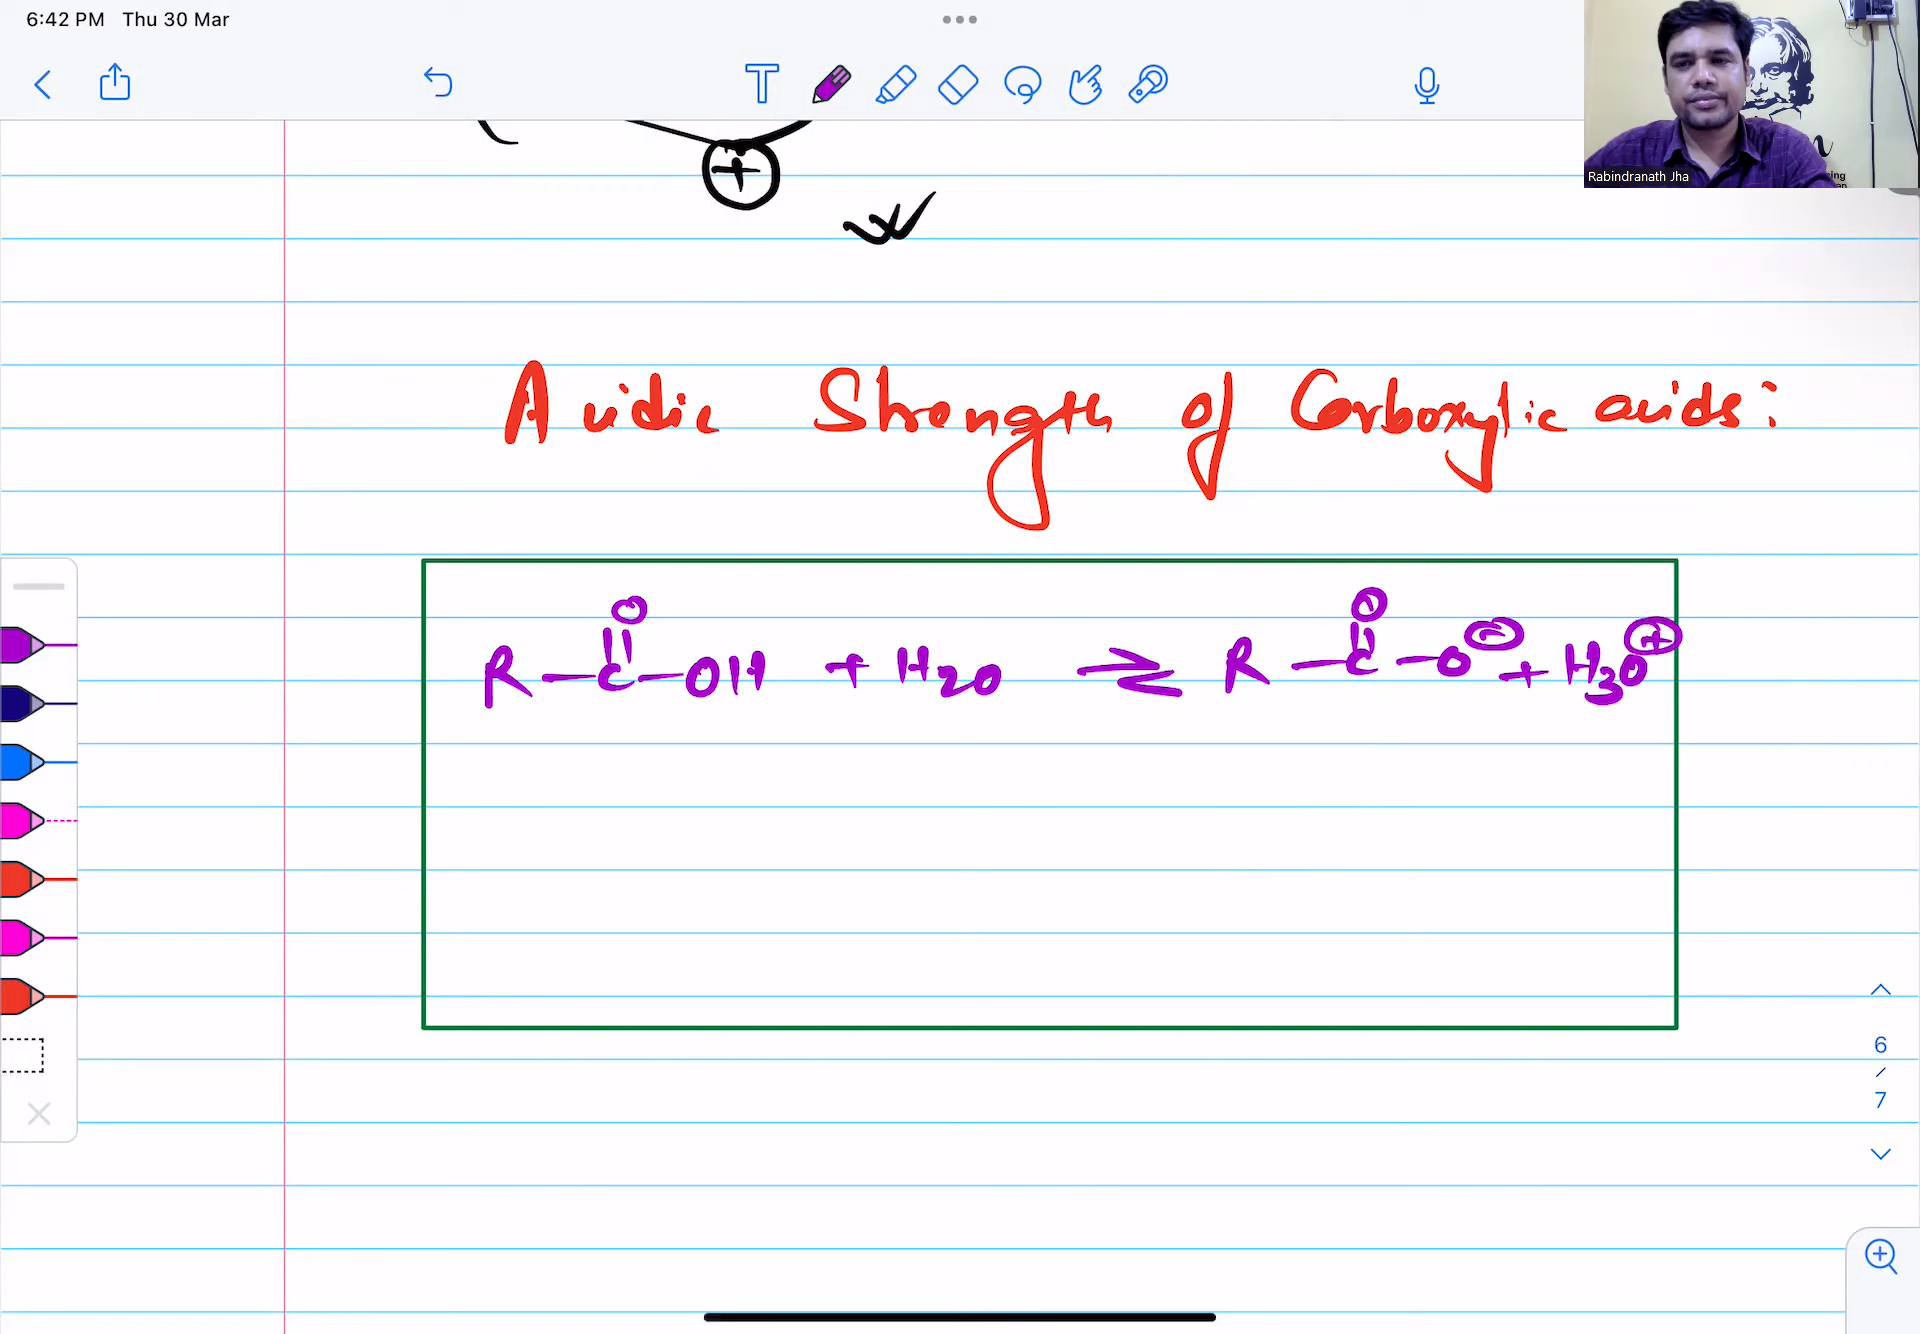 6:42 PM Thu 30 Mar
Rabindranath Jha
Acidic Strength of Carboxylic acids:
O O
R-C-OH + H2O ⇌ R-C-O⊖ + H3O⊕
6
/
7